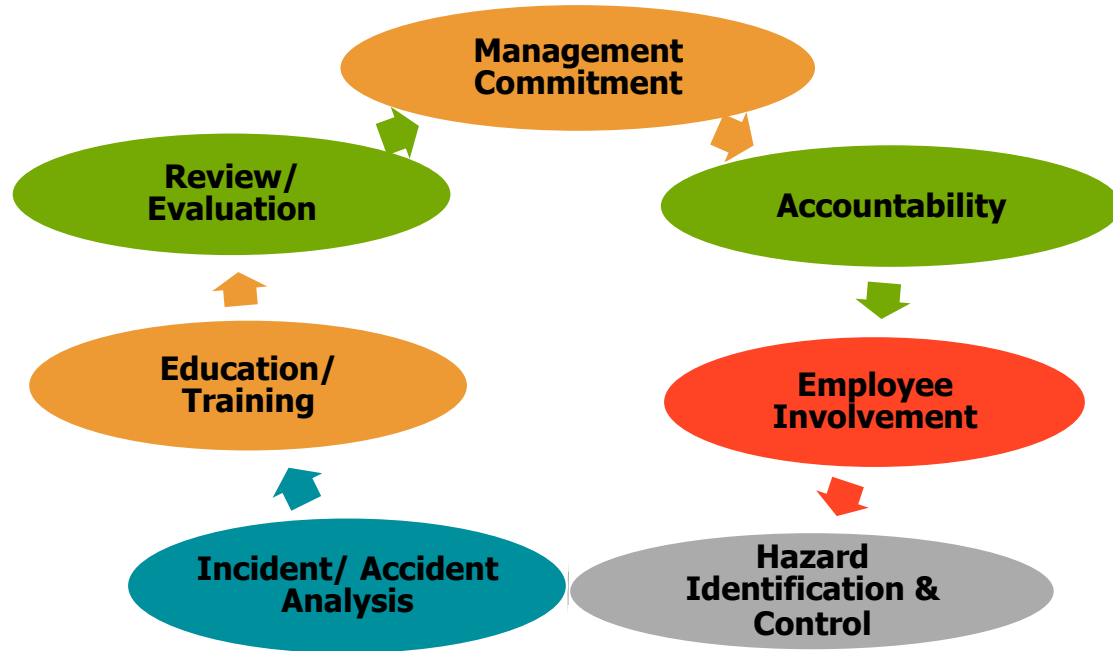 Management
Commitment
Accountability
Employee
Involvement
Hazard
Identification &
Control
Incident/ Accident
Analysis
Education/
Training
Review/
Evaluation